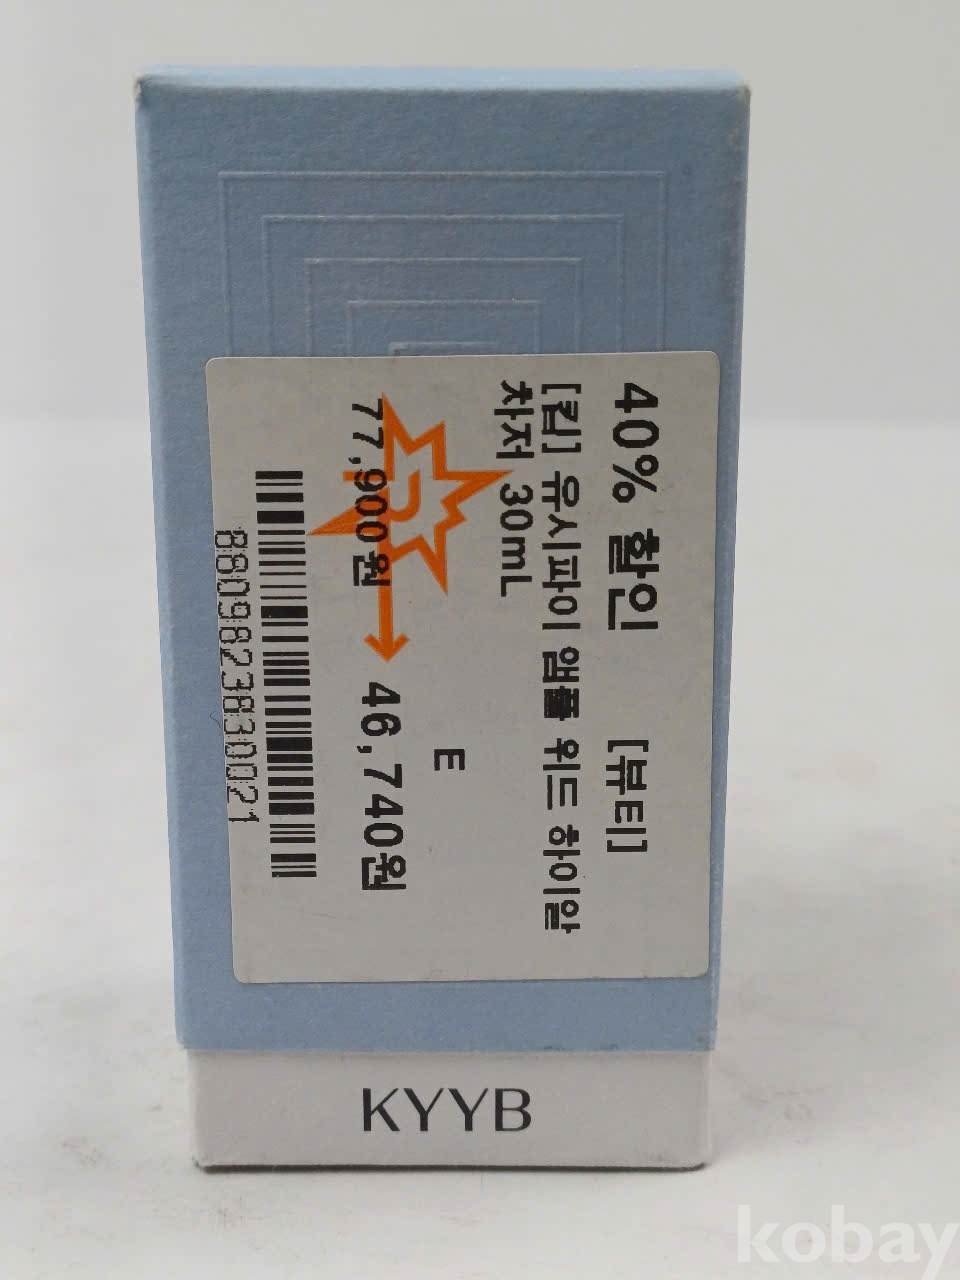 40% 할인 [뷰티]
[킵] 유시파이 앰플 위드 하이알
차저 30mL
E
77,900원 46,740원
8809823830021
KYYB
kobay